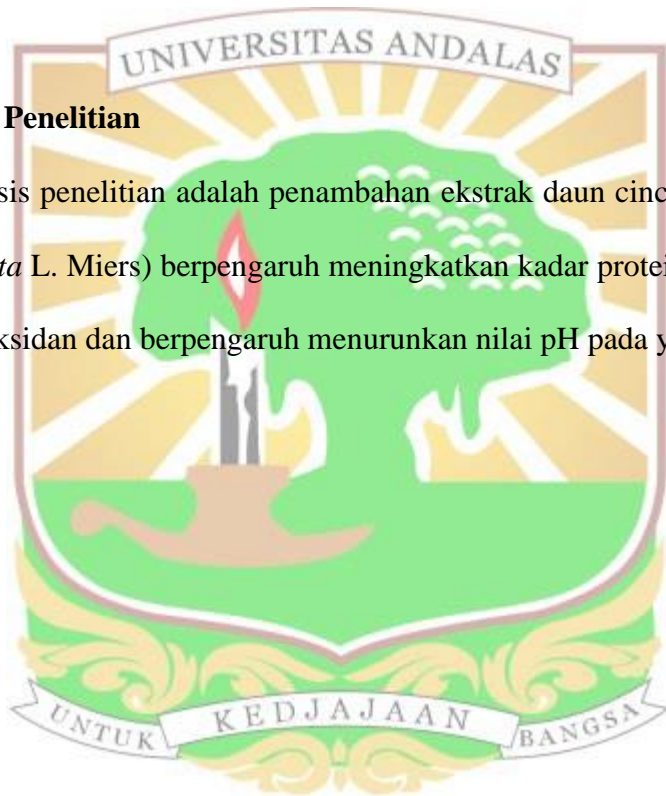 UNIVERSITAS ANDALAS
Penelitian
sis penelitian adalah penambahan ekstrak daun cinc
ta L. Miers) berpengaruh meningkatkan kadar protei
ksidan dan berpengaruh menurunkan nilai pH pada y
UNTUK KEDJAJAAN BANGSA